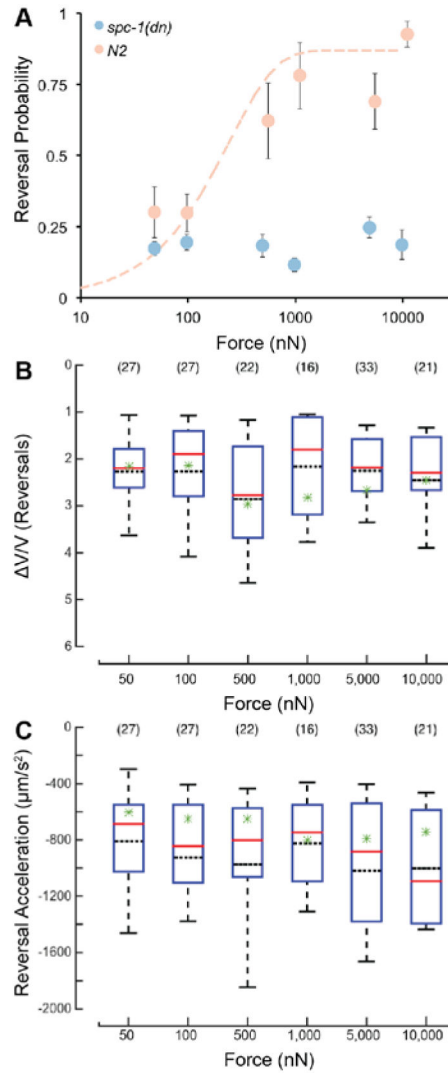 A
spc-1(dn)
N2
Reversal Probability
1
0.75
0.5
0.25
0
10 100 1000 10000
Force (nN)
B
(27) (27) (22) (16) (33) (21)
ΔV/V (Reversals)
0
1
2
3
4
5
6
50 100 500 1,000 5,000 10,000
Force (nN)
C
(27) (27) (22) (16) (33) (21)
Reversal Acceleration (μm/s²)
0
-400
-800
-1200
-1600
-2000
50 100 500 1,000 5,000 10,000
Force (nN)